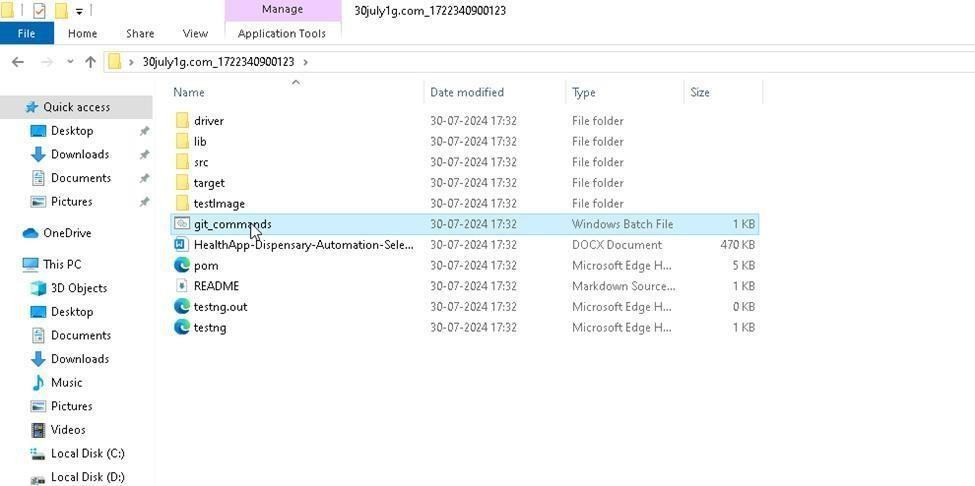 Manage
30july1g.com_1722340900123
File Home Share View Application Tools
30july1g.com_1722340900123
Name Date modified Type Size
Quick access
Desktop
Downloads
Documents
Pictures
OneDrive
This PC
3D Objects
Desktop
Documents
Downloads
Music
Pictures
Videos
Local Disk (C:)
Local Disk (D:)
driver 30-07-2024 17:32 File folder
lib 30-07-2024 17:32 File folder
src 30-07-2024 17:32 File folder
target 30-07-2024 17:32 File folder
testImage 30-07-2024 17:32 File folder
git_commands 30-07-2024 17:32 Windows Batch File 1 KB
HealthApp-Dispensary-Automation-Sele... 30-07-2024 17:32 DOCX Document 470 KB
pom 30-07-2024 17:32 Microsoft Edge H... 5 KB
README 30-07-2024 17:32 Markdown Source... 1 KB
testng.out 30-07-2024 17:32 Microsoft Edge H... 0 KB
testng 30-07-2024 17:32 Microsoft Edge H... 1 KB